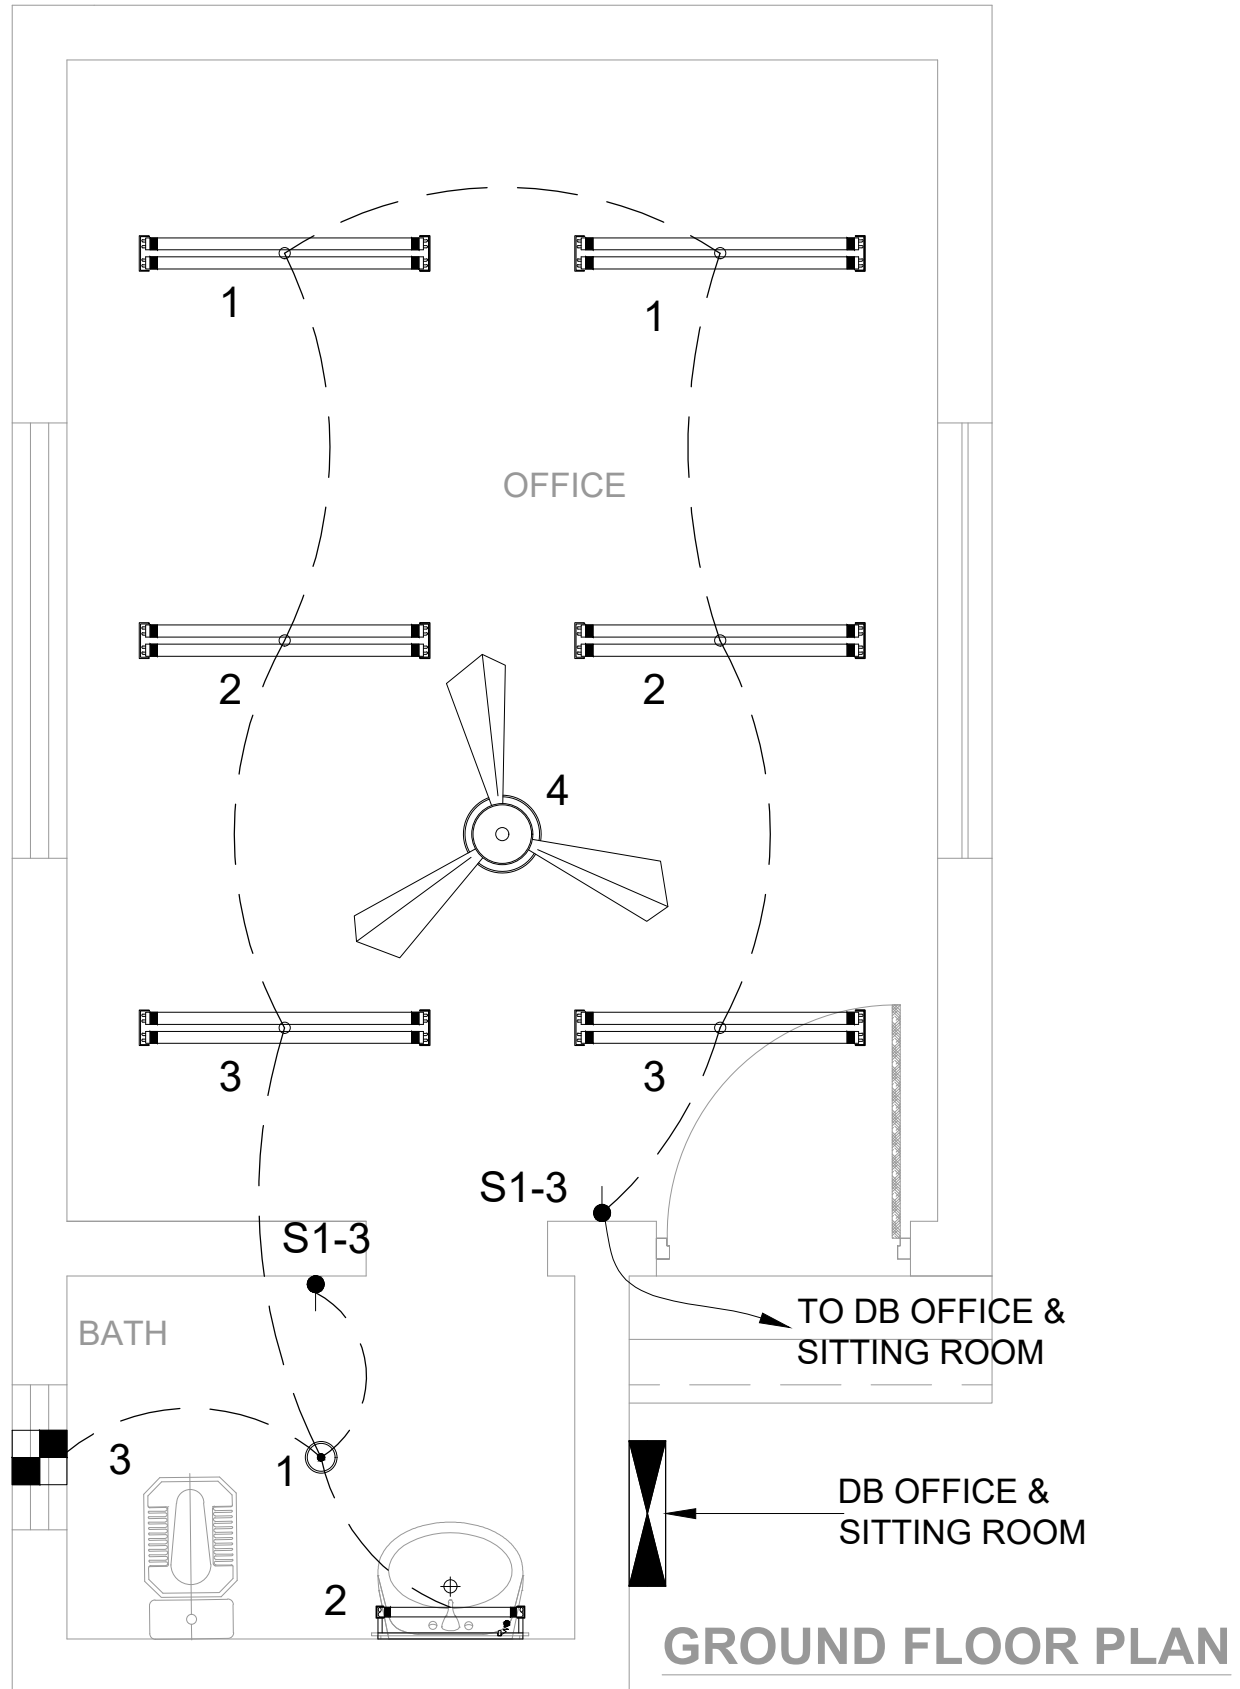 1
1
OFFICE
2
2
4
3
3
S1-3
S1-3
TO DB OFFICE &
SITTING ROOM
BATH
3
1
DB OFFICE &
SITTING ROOM
2
GROUND FLOOR PLAN